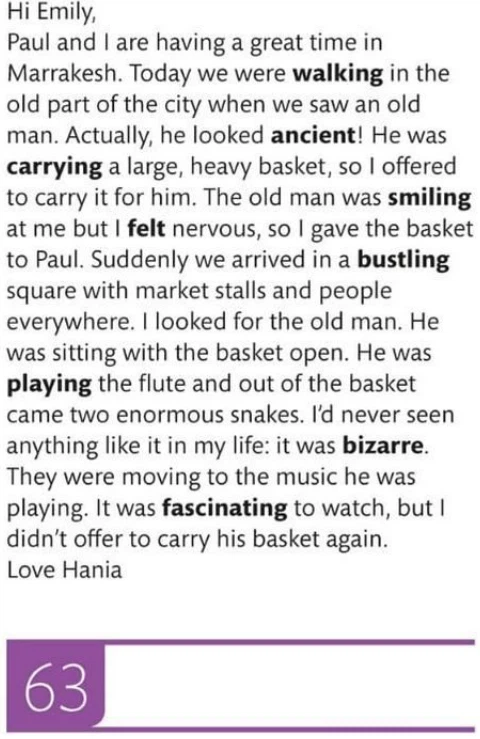 Hi Emily,
Paul and I are having a great time in
Marrakesh. Today we were walking in the
old part of the city when we saw an old
man. Actually, he looked ancient! He was
carrying a large, heavy basket, so I offered
to carry it for him. The old man was smiling
at me but I felt nervous, so I gave the basket
to Paul. Suddenly we arrived in a bustling
square with market stalls and people
everywhere. I looked for the old man. He
was sitting with the basket open. He was
playing the flute and out of the basket
came two enormous snakes. I'd never seen
anything like it in my life: it was bizarre.
They were moving to the music he was
playing. It was fascinating to watch, but I
didn't offer to carry his basket again.
Love Hania
63